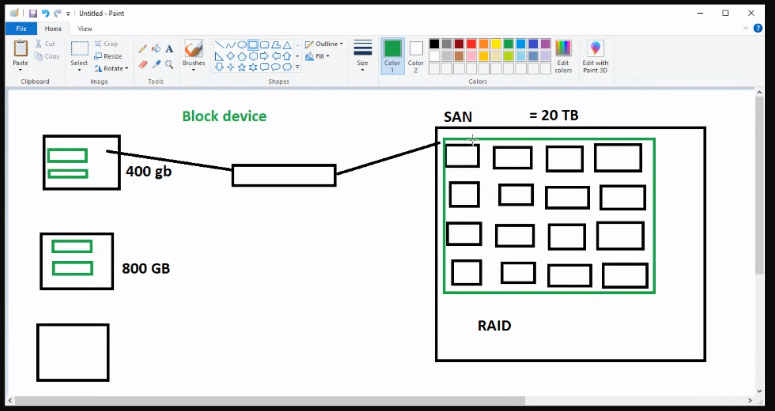 Untitled - Paint
File
Home
View
Paste
Cut
Copy
Clipboard
Select
Crop
Resize
Rotate
Image
Tools
Brushes
Outline
Fill
Shapes
Size
Color
1
Color
2
Colors
Edit
colors
Edit with
Paint 3D
Block device
SAN
= 20 TB
400 gb
800 GB
RAID